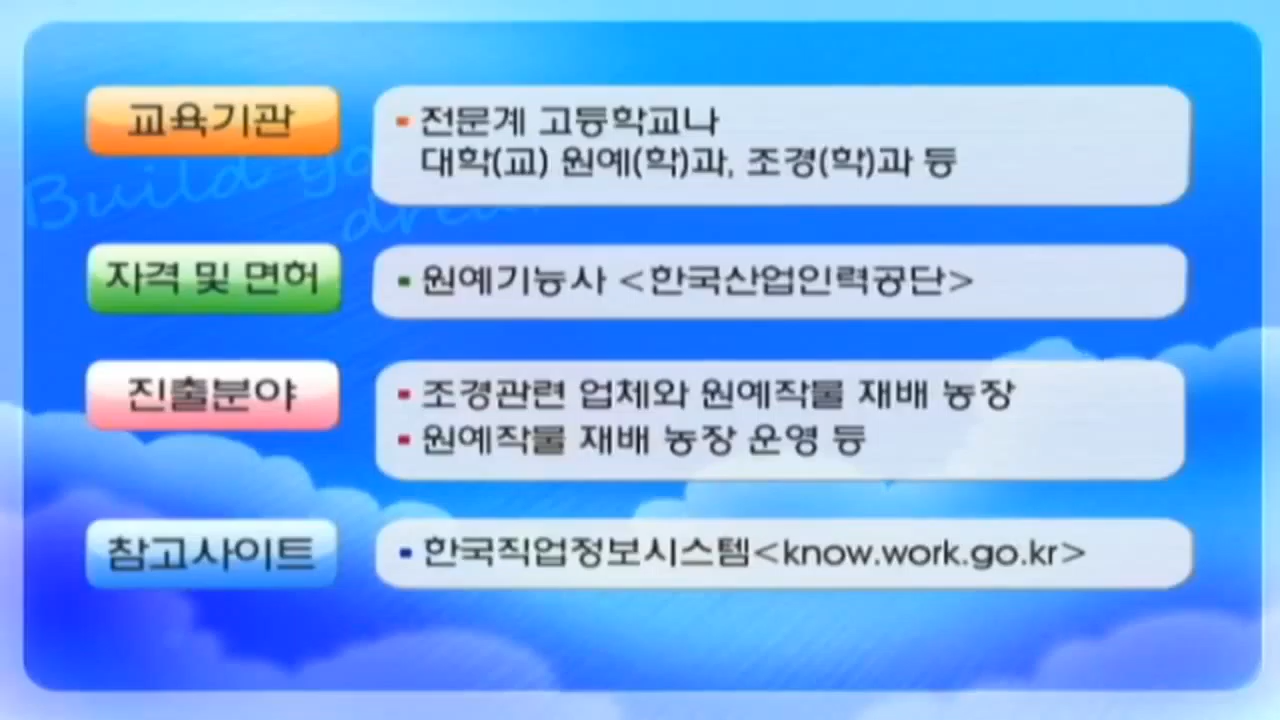 교육기관
전문계 고등학교나
대학(교) 원예(학)과, 조경(학)과 등
Build yo
drea
자격 및 면허
원예기능사 <한국산업인력공단>
진출분야
조경관련 업체와 원예작물 재배 농장
원예작물 재배 농장 운영 등
참고사이트
한국직업정보시스템<know.work.go.kr>